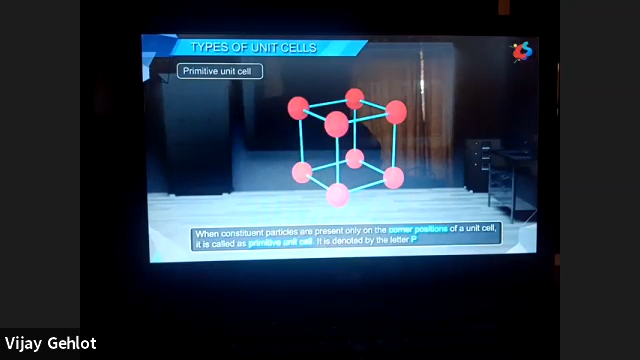 TYPES OF UNIT CELLS
Primitive unit cell
When constituent particles are present only on the corner positions of a unit cell,
it is called as primitive unit cell. It is denoted by the letter P
Vijay Gehlot